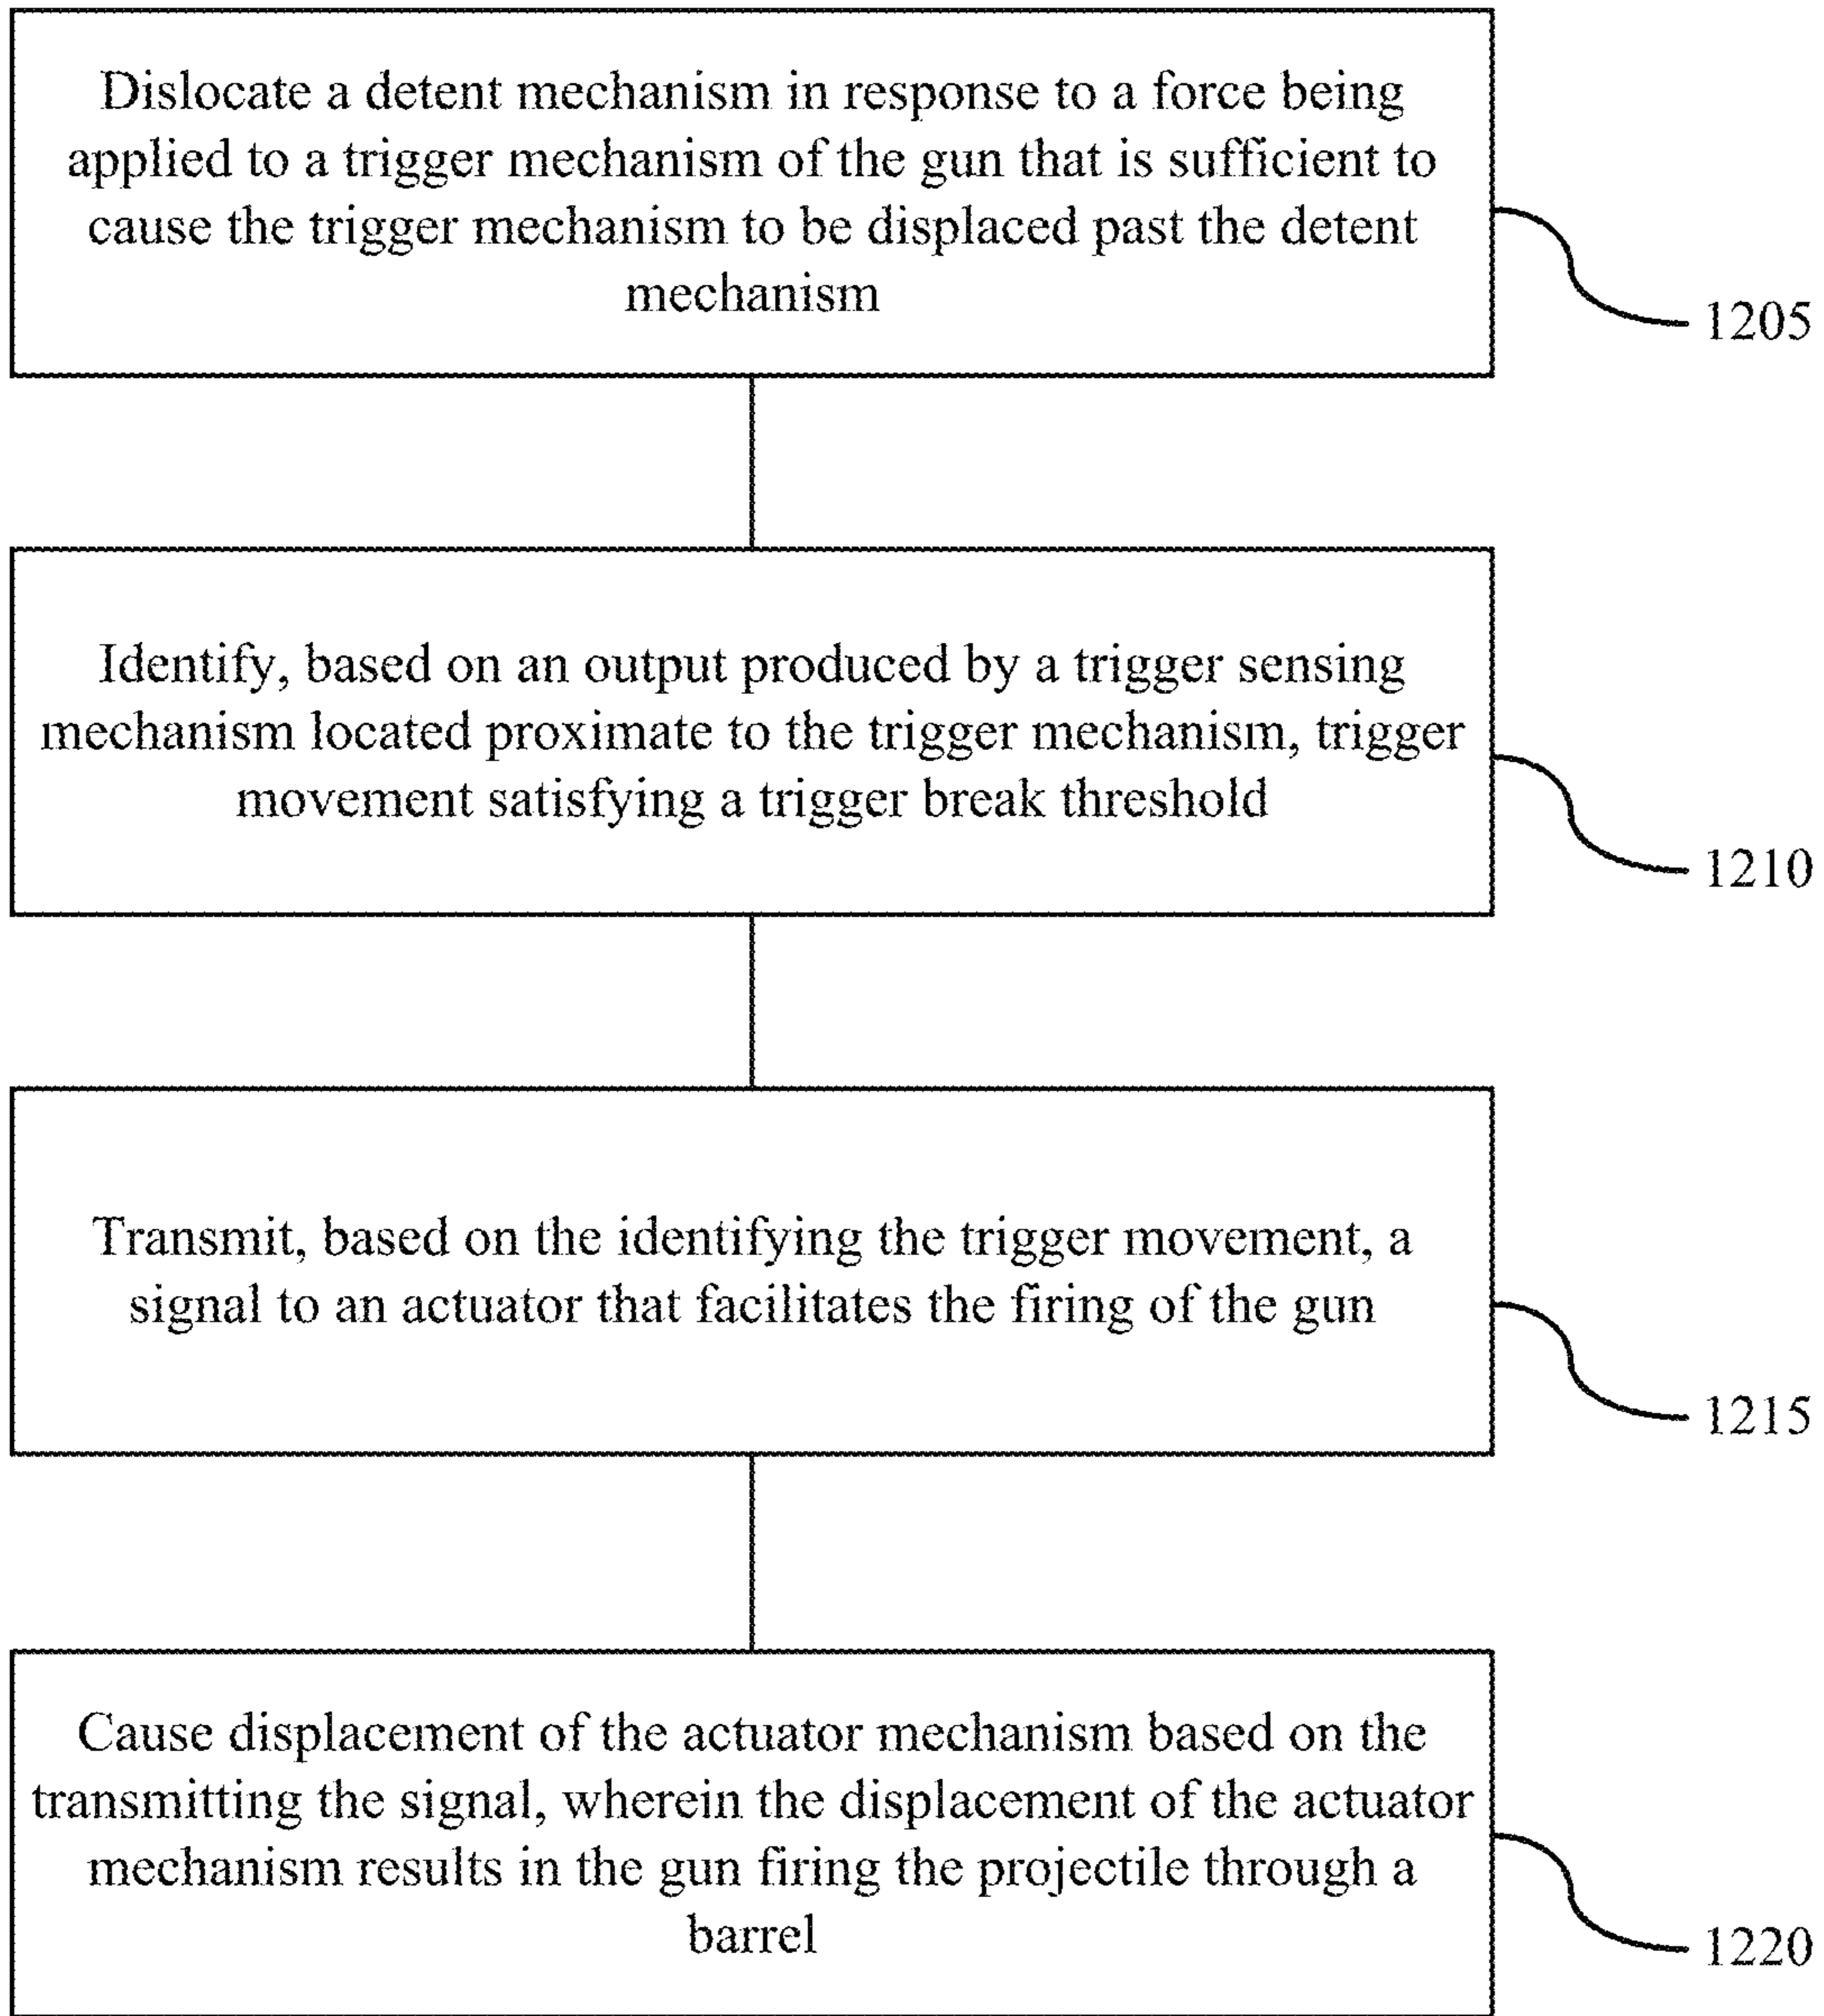 Dislocate a detent mechanism in response to a force being
applied to a trigger mechanism of the gun that is sufficient to
cause the trigger mechanism to be displaced past the detent
mechanism
1205
Identify, based on an output produced by a trigger sensing
mechanism located proximate to the trigger mechanism, trigger
movement satisfying a trigger break threshold
1210
Transmit, based on the identifying the trigger movement, a
signal to an actuator that facilitates the firing of the gun
1215
Cause displacement of the actuator mechanism based on the
transmitting the signal, wherein the displacement of the actuator
mechanism results in the gun firing the projectile through a
barrel
1220